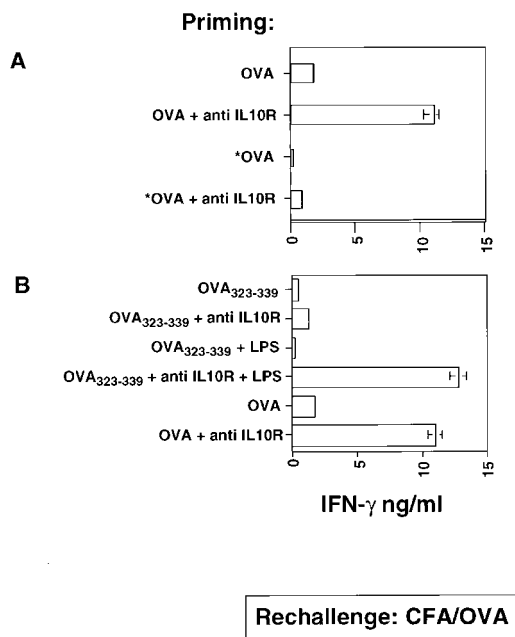 Priming:
A
OVA
OVA + anti IL10R
*OVA
*OVA + anti IL10R
0 5 10 15
B
OVA323-339
OVA323-339 + anti IL10R
OVA323-339 + LPS
OVA323-339 + anti IL10R + LPS
OVA
OVA + anti IL10R
0 5 10 15
IFN-γ ng/ml
Rechallenge: CFA/OVA